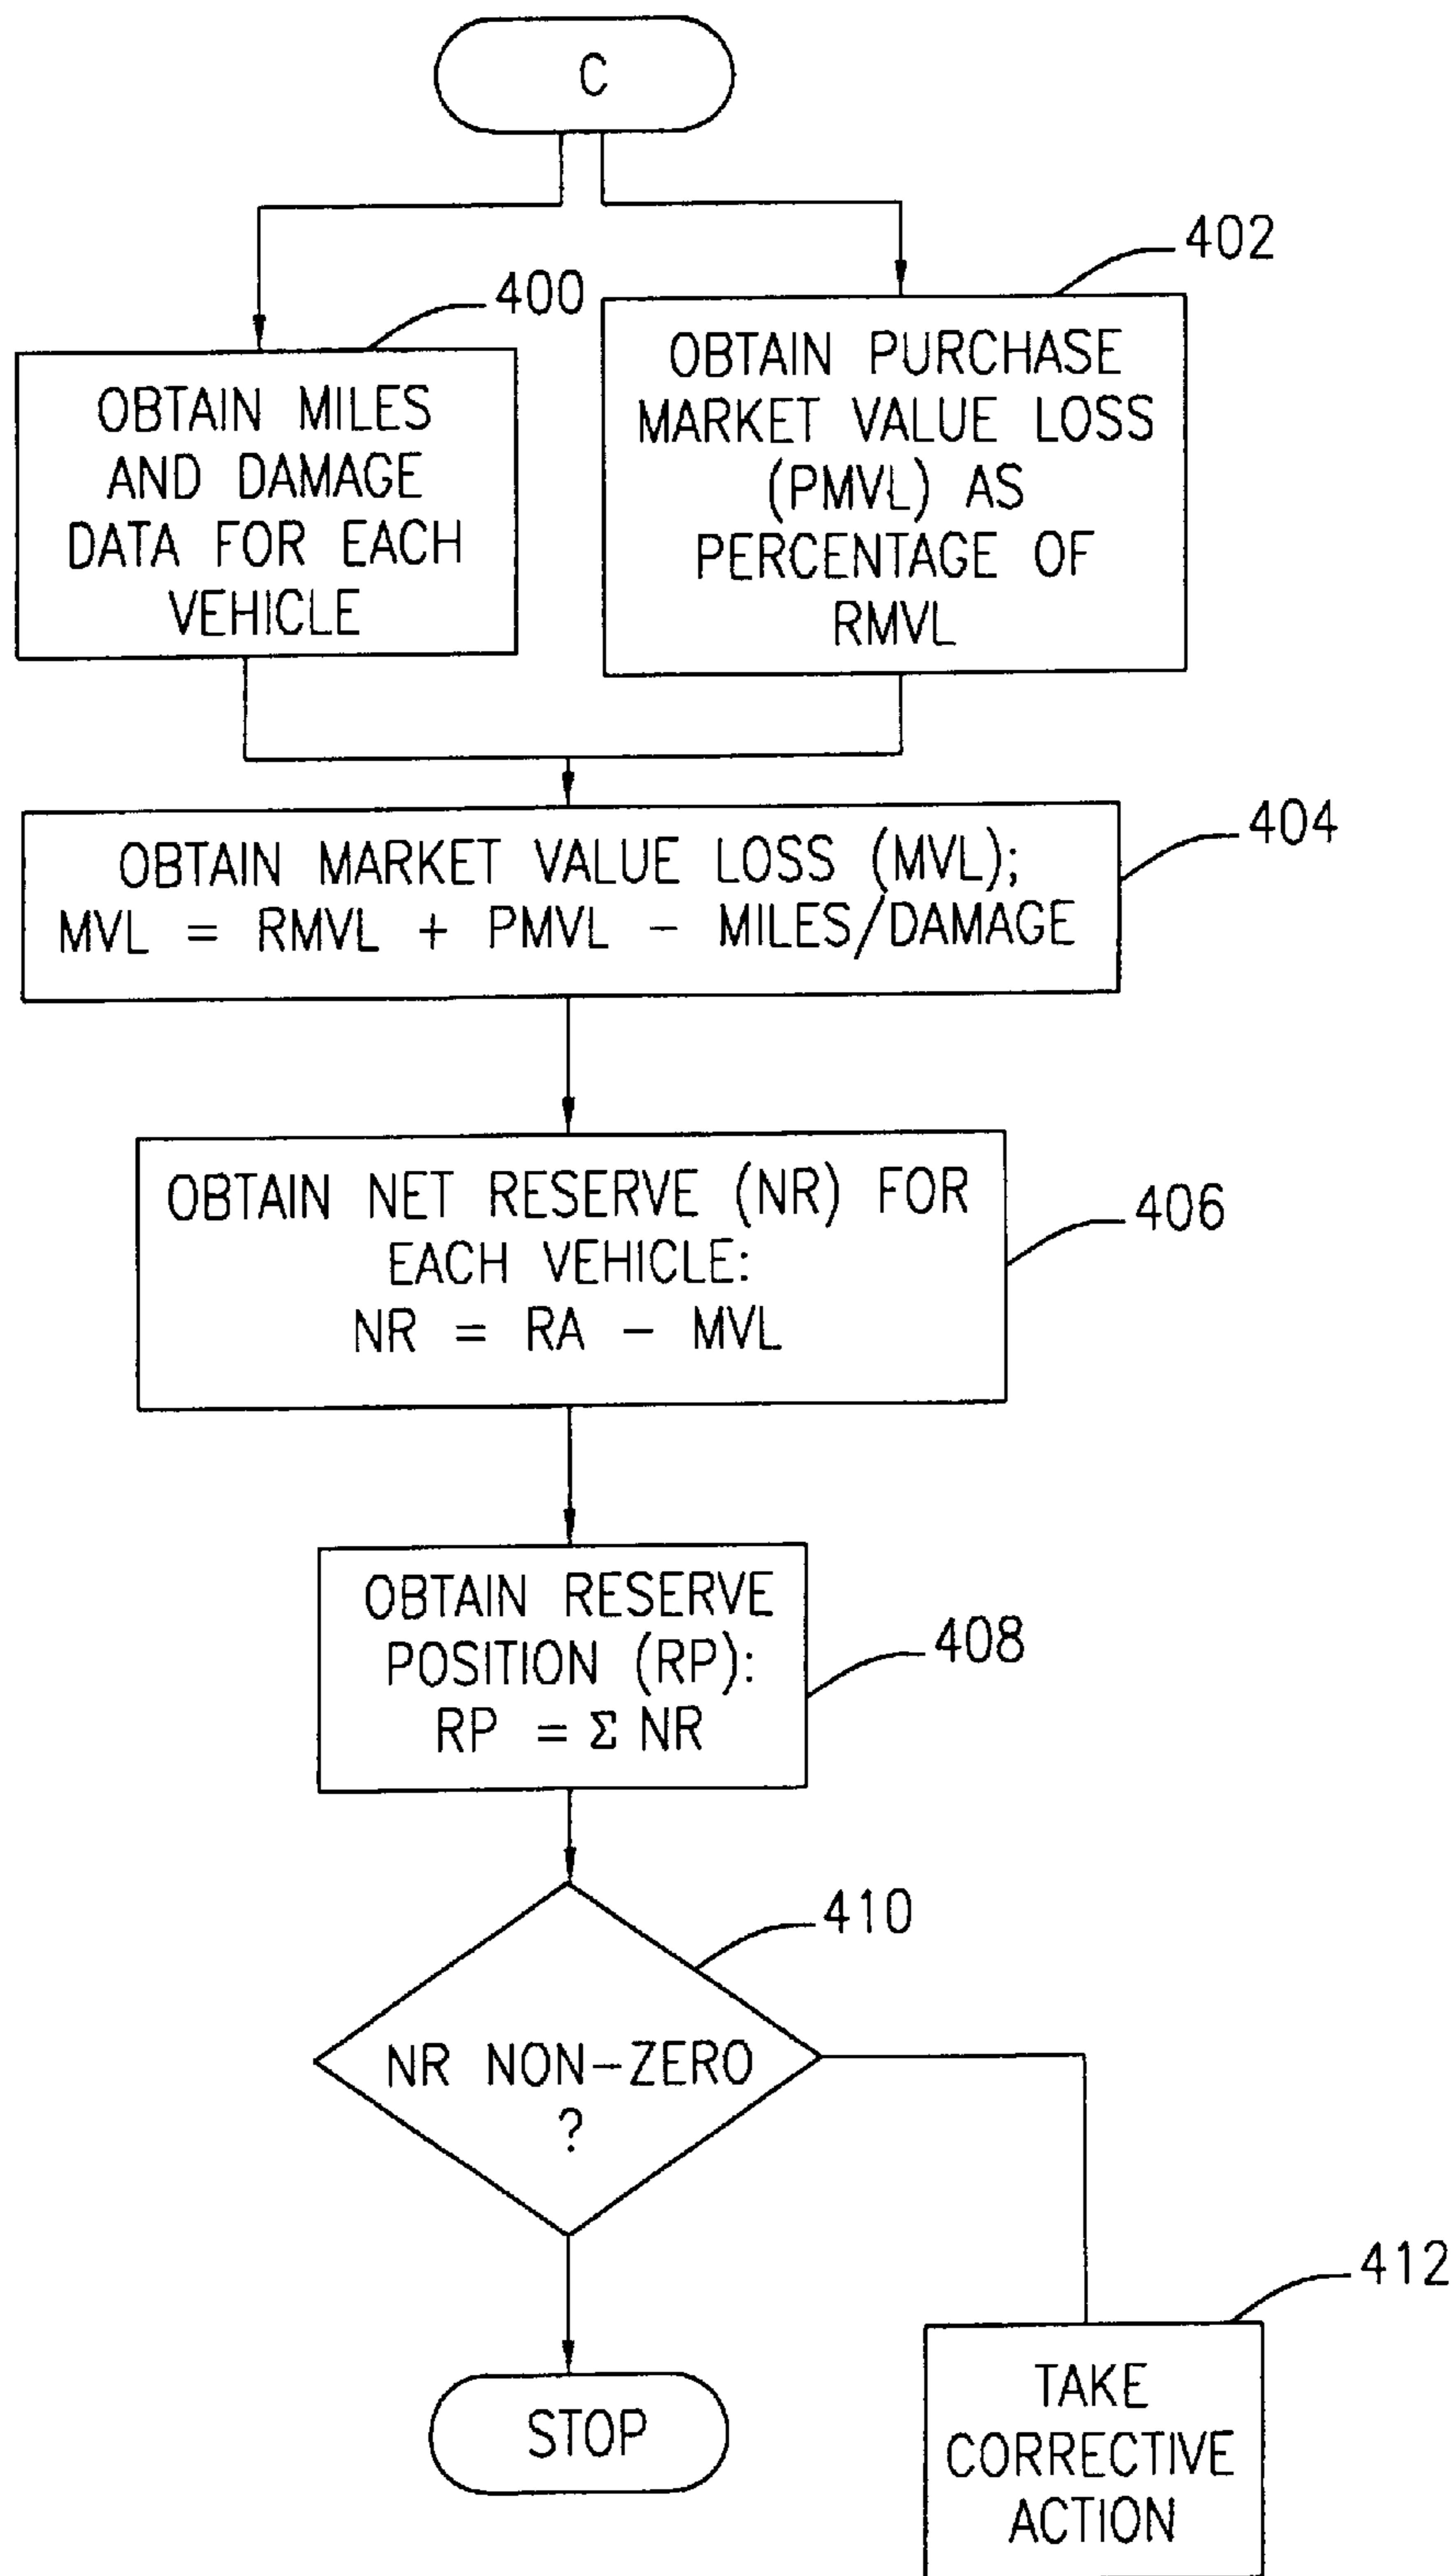 C
402
400
OBTAIN MILES
AND DAMAGE
DATA FOR EACH
VEHICLE
OBTAIN PURCHASE
MARKET VALUE LOSS
(PMVL) AS
PERCENTAGE OF
RMVL
404
OBTAIN MARKET VALUE LOSS (MVL);
MVL = RMVL + PMVL - MILES/DAMAGE
406
OBTAIN NET RESERVE (NR) FOR
EACH VEHICLE:
NR = RA - MVL
408
OBTAIN RESERVE
POSITION (RP):
RP = Σ NR
410
NR NON-ZERO
?
412
STOP
TAKE
CORRECTIVE
ACTION